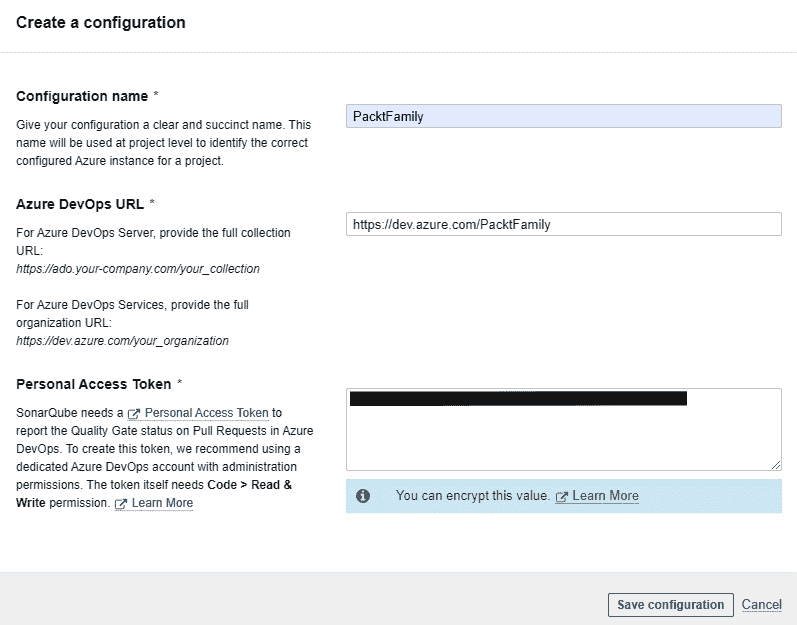 Create a configuration
Configuration name *
Give your configuration a clear and succinct name. This
name will be used at project level to identify the correct
configured Azure instance for a project.
PacktFamily
Azure DevOps URL *
For Azure DevOps Server, provide the full collection
URL:
https://ado.your-company.com/your_collection
For Azure DevOps Services, provide the full
organization URL:
https://dev.azure.com/your_organization
https://dev.azure.com/PacktFamily
Personal Access Token *
SonarQube needs a Personal Access Token to
report the Quality Gate status on Pull Requests in Azure
DevOps. To create this token, we recommend using a
dedicated Azure DevOps account with administration
permissions. The token itself needs Code > Read &
Write permission. Learn More
You can encrypt this value. Learn More
Save configuration
Cancel